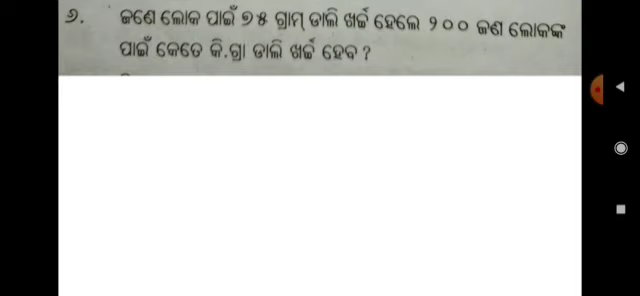 ୬. ଜଣେ ଲୋକ ପାଇଁ ୭୫ ଗ୍ରାମ୍ ଡାଲି ଖର୍ଚ୍ଚ ହେଲେ ୨୦୦ ଜଣ ଲୋକଙ୍କ
ପାଇଁ କେତେ କି.ଗ୍ରା ଡାଲି ଖର୍ଚ୍ଚ ହେବ ?